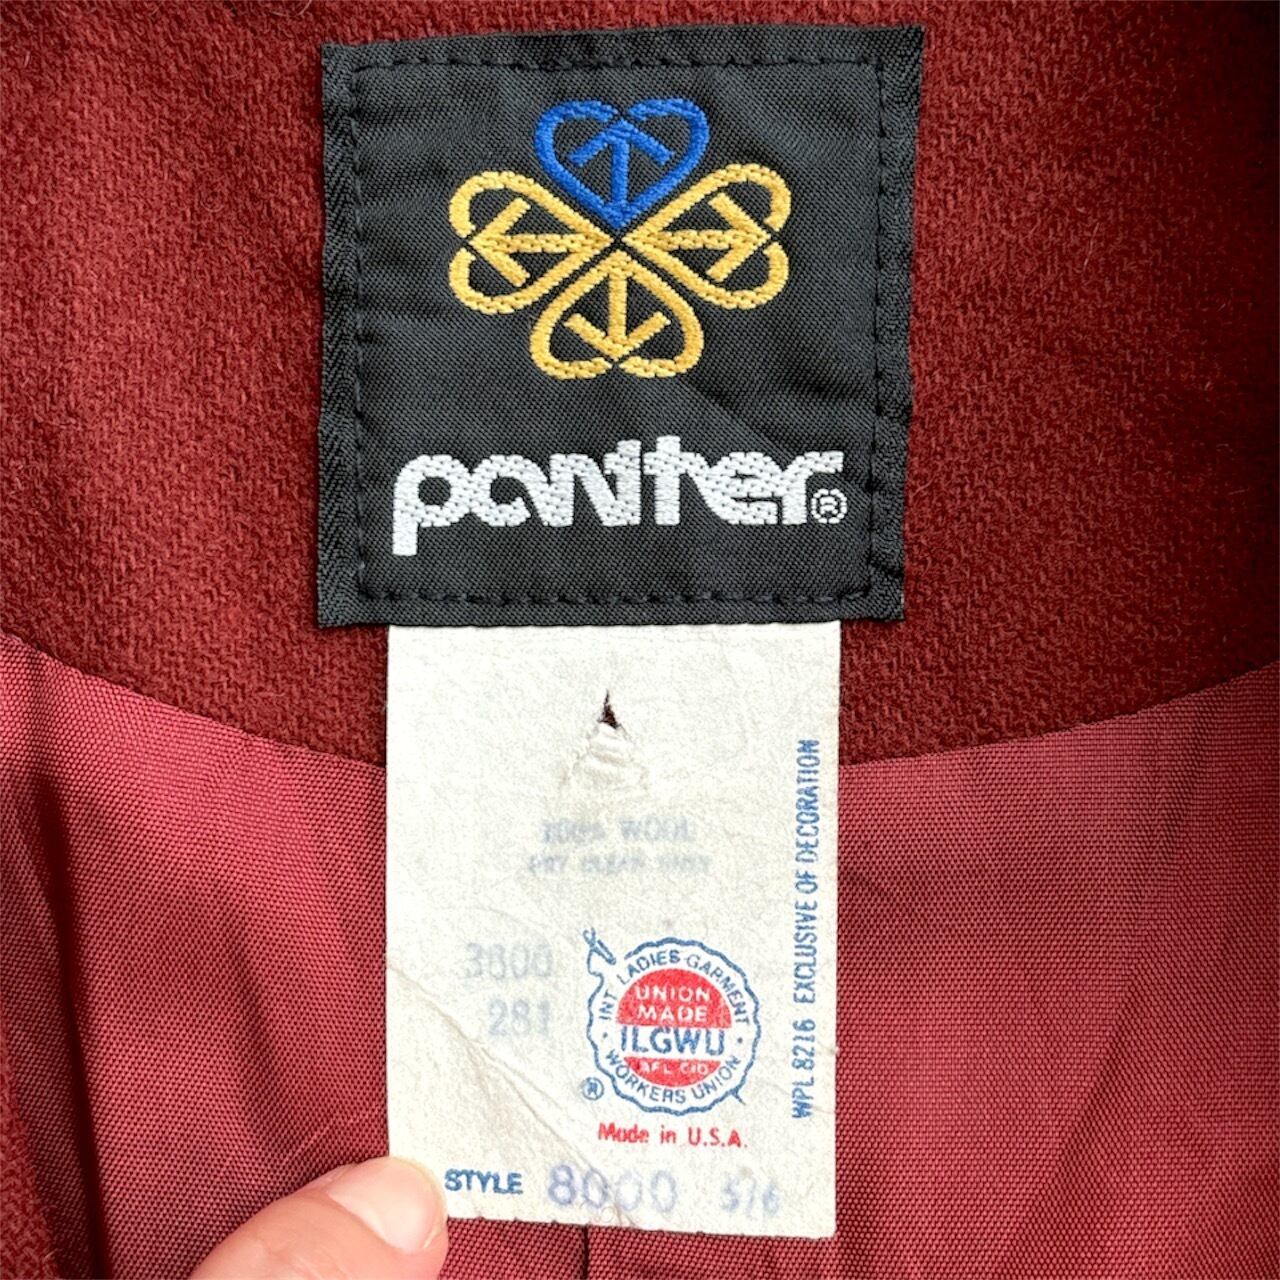 panter®
100% WOOL
DRY CLEAN ONLY
3800
281
INT LADIES GARMENT WORKERS UNION
UNION
MADE
ILGWU
AFL CIO
®
Made in U.S.A.
WPL 8216 EXCLUSIVE OF DECORATION
STYLE 8000 5/6